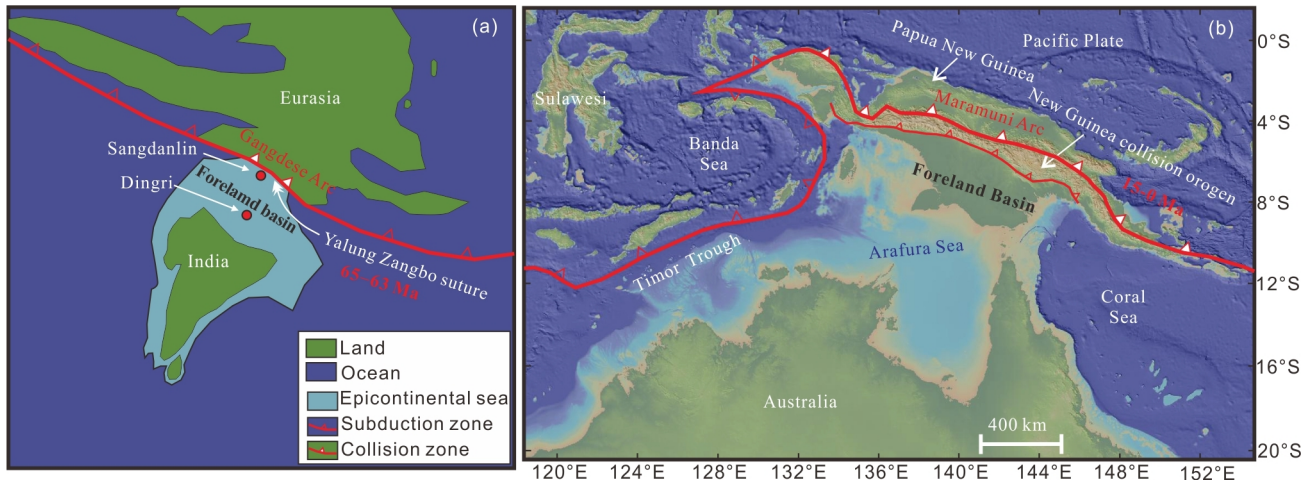 (a)
Eurasia
Gangdese Arc
Sangdanlin
Dingri
Forelamd basin
India
Yalung Zangbo suture
65–63 Ma
Land
Ocean
Epicontinental sea
Subduction zone
Collision zone
(b)
Pacific Plate
Papua New Guinea
Sulawesi
Maramuni Arc
New Guinea collision orogen
Banda
Sea
Foreland Basin
15-0 Ma
Timor Trough
Arafura Sea
Coral
Sea
Australia
400 km
0°S
4°S
8°S
12°S
16°S
20°S
120°E 124°E 128°E 132°E 136°E 140°E 144°E 148°E 152°E